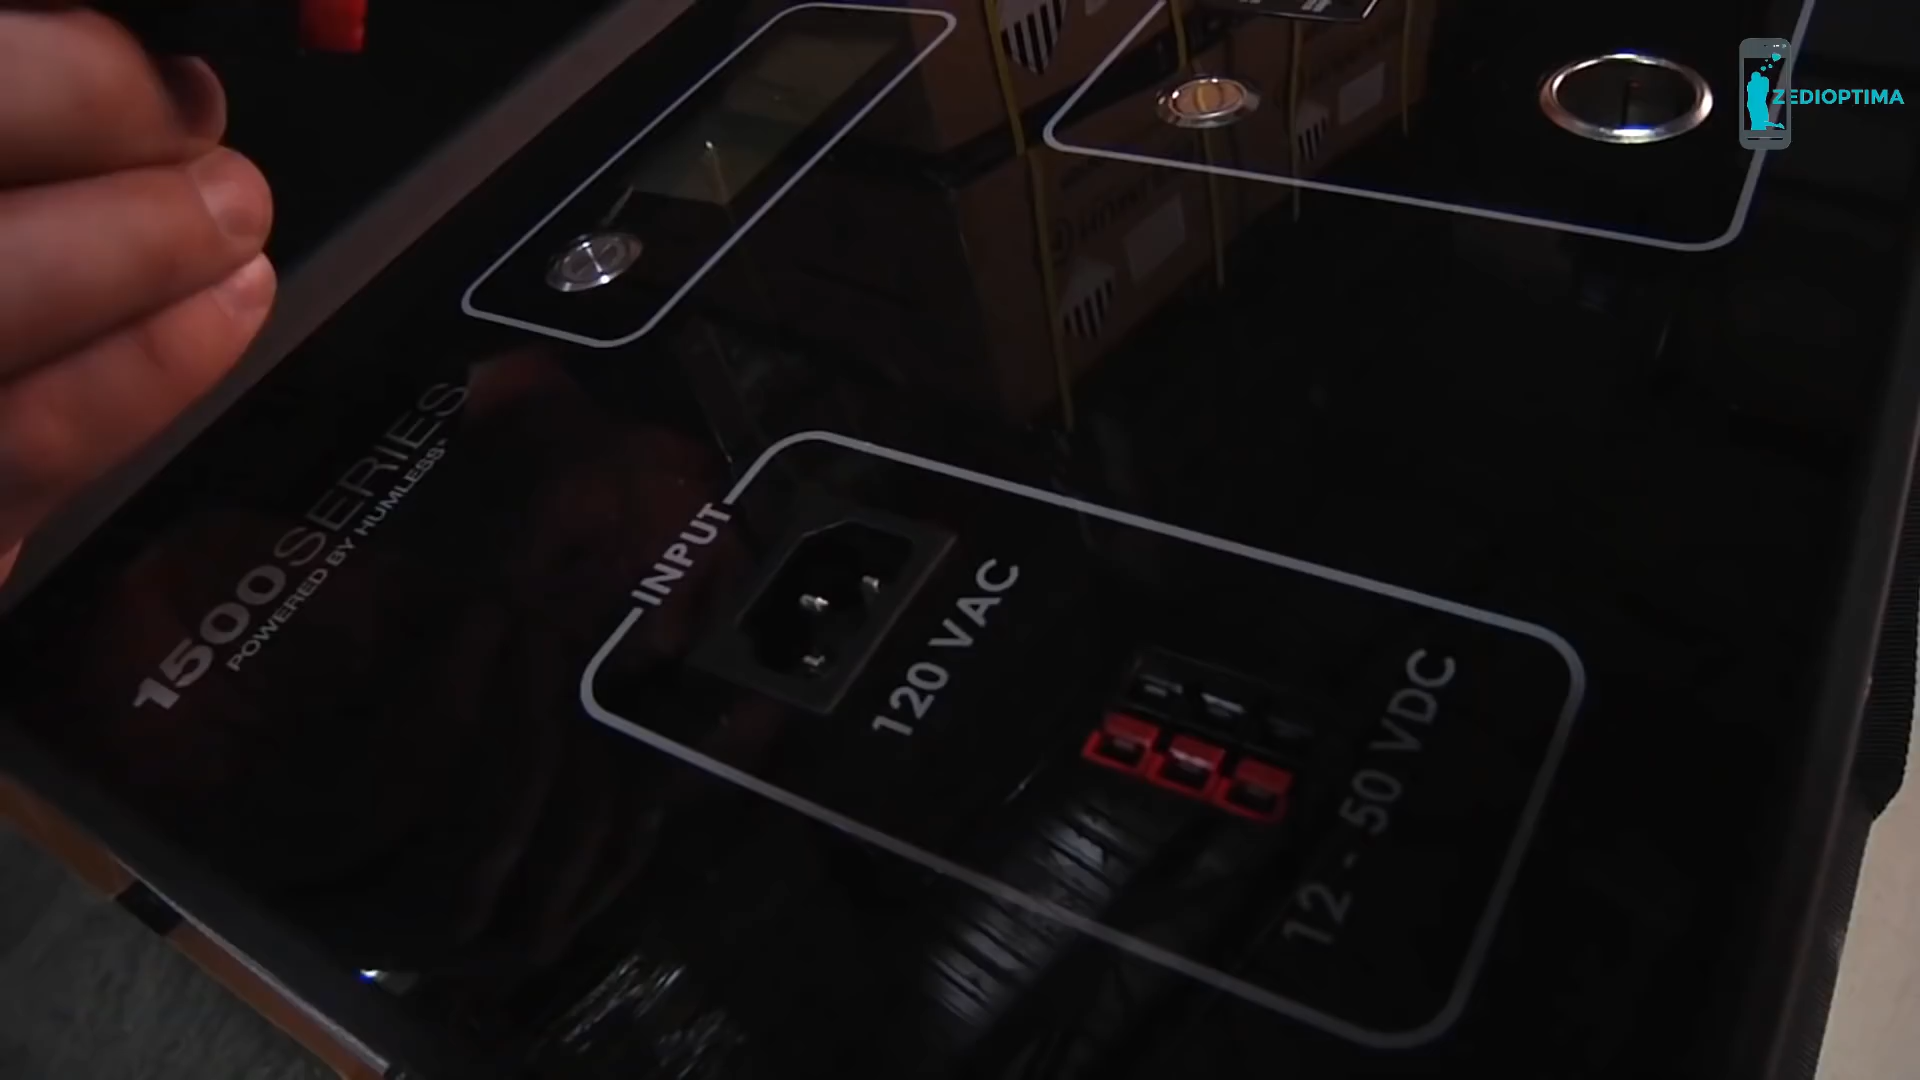 ZEDIOPTIMA
1500SERIES
POWERED BY HUMLESS
INPUT
120 VAC
12 - 50 VDC